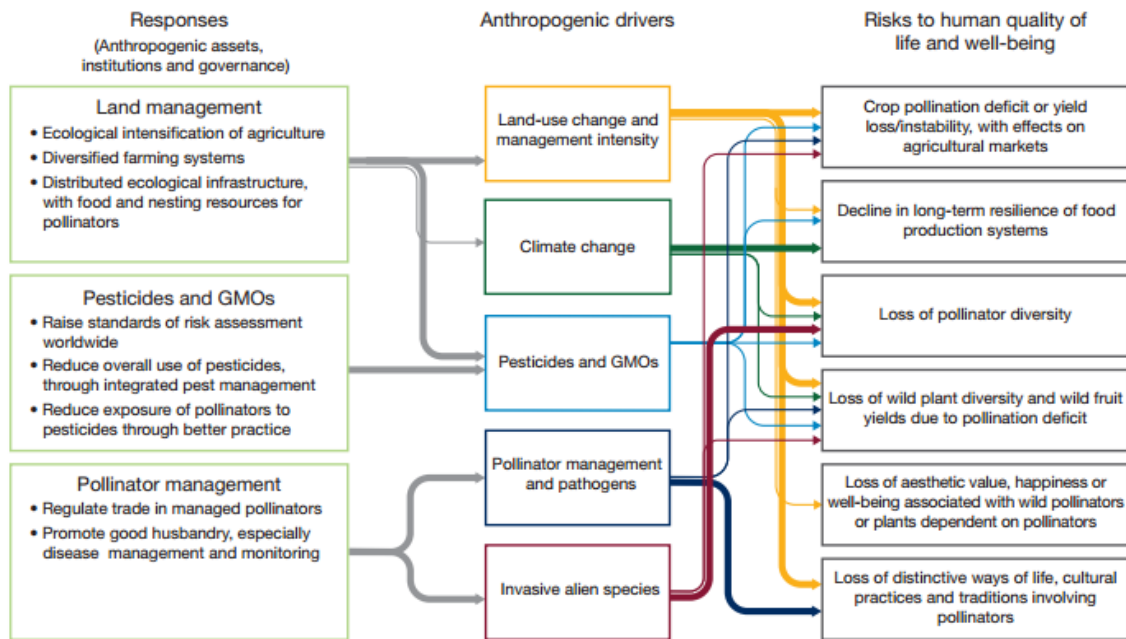 Responses
(Anthropogenic assets,
institutions and governance)
Land management
• Ecological intensification of agriculture
• Diversified farming systems
• Distributed ecological infrastructure,
with food and nesting resources for
pollinators
Pesticides and GMOs
• Raise standards of risk assessment
worldwide
• Reduce overall use of pesticides,
through integrated pest management
• Reduce exposure of pollinators to
pesticides through better practice
Pollinator management
• Regulate trade in managed pollinators
• Promote good husbandry, especially
disease management and monitoring
Anthropogenic drivers
Land-use change and
management intensity
Climate change
Pesticides and GMOs
Pollinator management
and pathogens
Invasive alien species
Risks to human quality of
life and well-being
Crop pollination deficit or yield
loss/instability, with effects on
agricultural markets
Decline in long-term resilience of food
production systems
Loss of pollinator diversity
Loss of wild plant diversity and wild fruit
yields due to pollination deficit
Loss of aesthetic value, happiness or
well-being associated with wild pollinators
or plants dependent on pollinators
Loss of distinctive ways of life, cultural
practices and traditions involving
pollinators